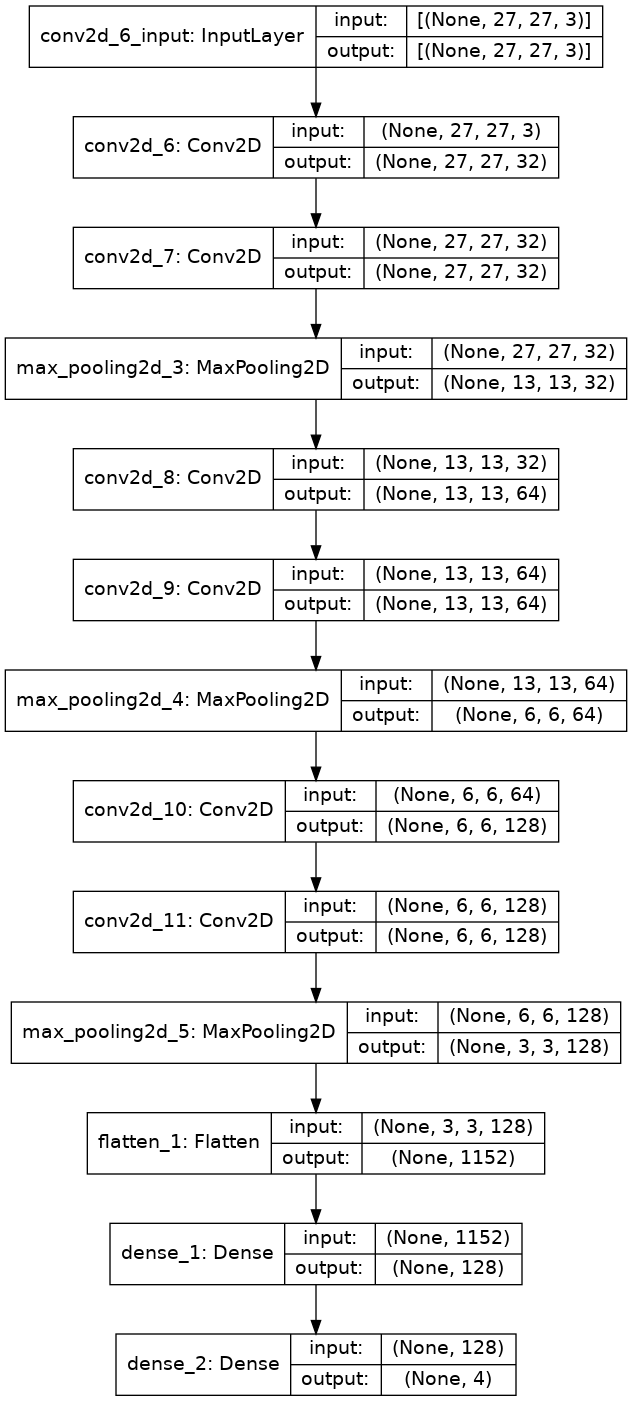 conv2d_6_input: InputLayer
input: [(None, 27, 27, 3)]
output: [(None, 27, 27, 3)]
conv2d_6: Conv2D
input: (None, 27, 27, 3)
output: (None, 27, 27, 32)
conv2d_7: Conv2D
input: (None, 27, 27, 32)
output: (None, 27, 27, 32)
max_pooling2d_3: MaxPooling2D
input: (None, 27, 27, 32)
output: (None, 13, 13, 32)
conv2d_8: Conv2D
input: (None, 13, 13, 32)
output: (None, 13, 13, 64)
conv2d_9: Conv2D
input: (None, 13, 13, 64)
output: (None, 13, 13, 64)
max_pooling2d_4: MaxPooling2D
input: (None, 13, 13, 64)
output: (None, 6, 6, 64)
conv2d_10: Conv2D
input: (None, 6, 6, 64)
output: (None, 6, 6, 128)
conv2d_11: Conv2D
input: (None, 6, 6, 128)
output: (None, 6, 6, 128)
max_pooling2d_5: MaxPooling2D
input: (None, 6, 6, 128)
output: (None, 3, 3, 128)
flatten_1: Flatten
input: (None, 3, 3, 128)
output: (None, 1152)
dense_1: Dense
input: (None, 1152)
output: (None, 128)
dense_2: Dense
input: (None, 128)
output: (None, 4)